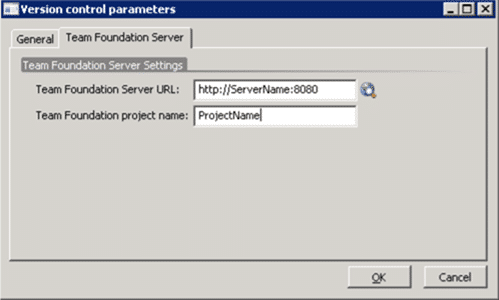 Version control parameters
General Team Foundation Server
Team Foundation Server Settings
Team Foundation Server URL: http://ServerName:8080
Team Foundation project name: ProjectName
OK Cancel